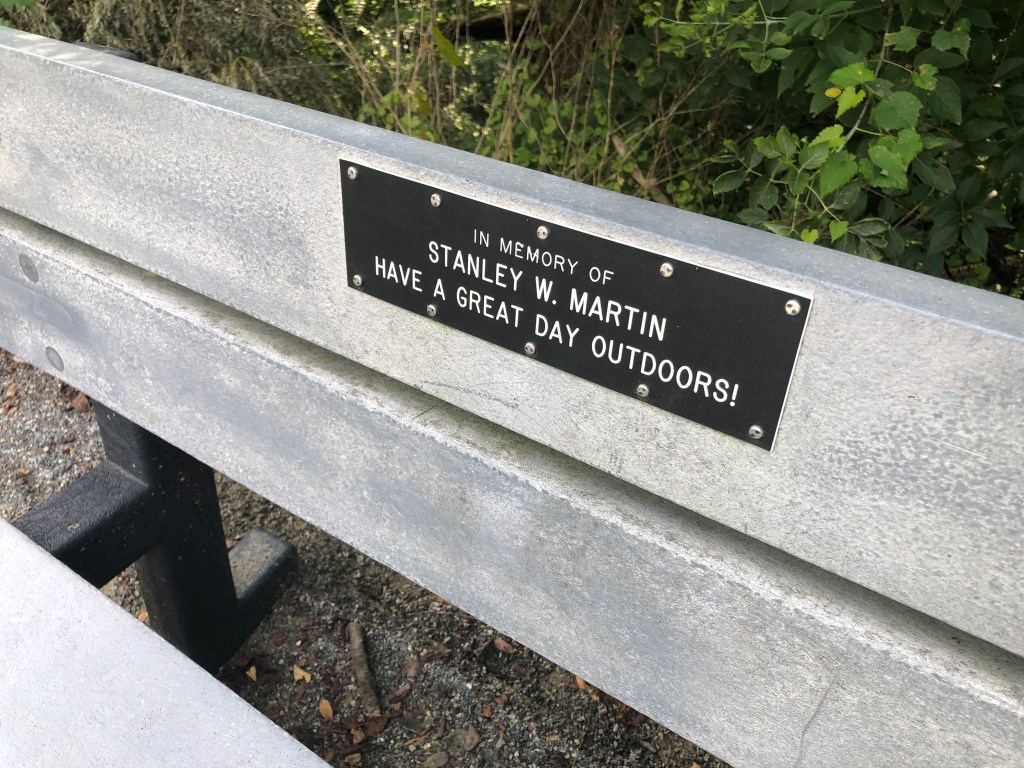 IN MEMORY OF
STANLEY W. MARTIN
HAVE A GREAT DAY OUTDOORS!